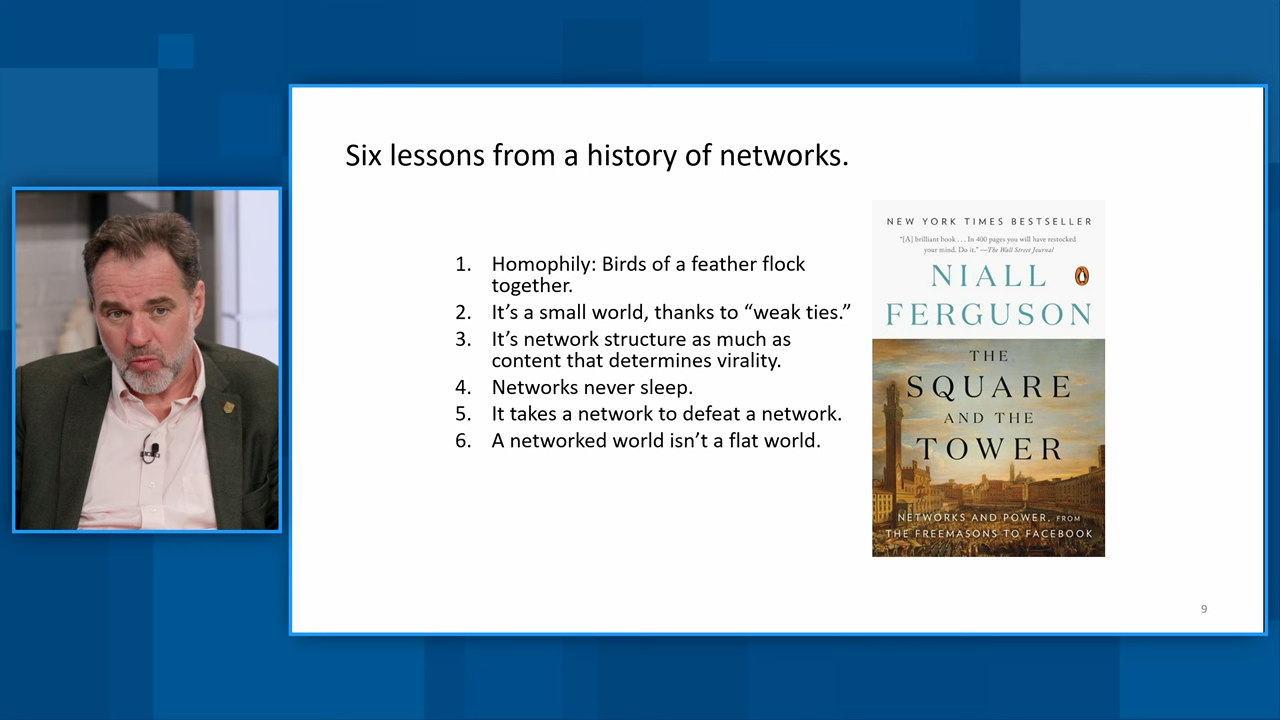 Six lessons from a history of networks.
1. Homophily: Birds of a feather flock
together.
2. It’s a small world, thanks to “weak ties.”
3. It’s network structure as much as
content that determines virality.
4. Networks never sleep.
5. It takes a network to defeat a network.
6. A networked world isn’t a flat world.
NEW YORK TIMES BESTSELLER
“[A] brilliant book . . . In 400 pages you will have restocked
your mind. Do it.” —The Wall Street Journal
NIALL
FERGUSON
THE
SQUARE
AND THE
TOWER
NETWORKS AND POWER, FROM
THE FREEMASONS TO FACEBOOK
9